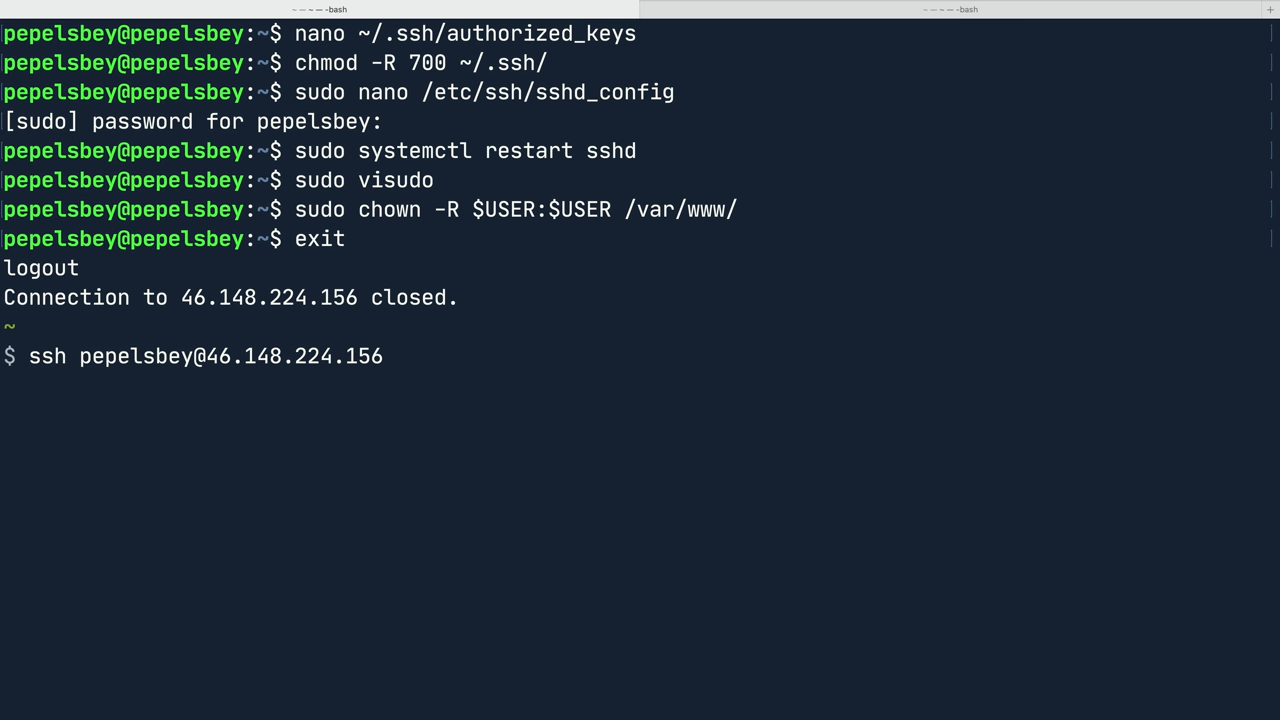 ~ — ~ — -bash
~ — ~ — -bash
+
pepelsbey@pepelsbey:~$ nano ~/.ssh/authorized_keys
pepelsbey@pepelsbey:~$ chmod -R 700 ~/.ssh/
pepelsbey@pepelsbey:~$ sudo nano /etc/ssh/sshd_config
[sudo] password for pepelsbey:
pepelsbey@pepelsbey:~$ sudo systemctl restart sshd
pepelsbey@pepelsbey:~$ sudo visudo
pepelsbey@pepelsbey:~$ sudo chown -R $USER:$USER /var/www/
pepelsbey@pepelsbey:~$ exit
logout
Connection to 46.148.224.156 closed.
~
$ ssh pepelsbey@46.148.224.156